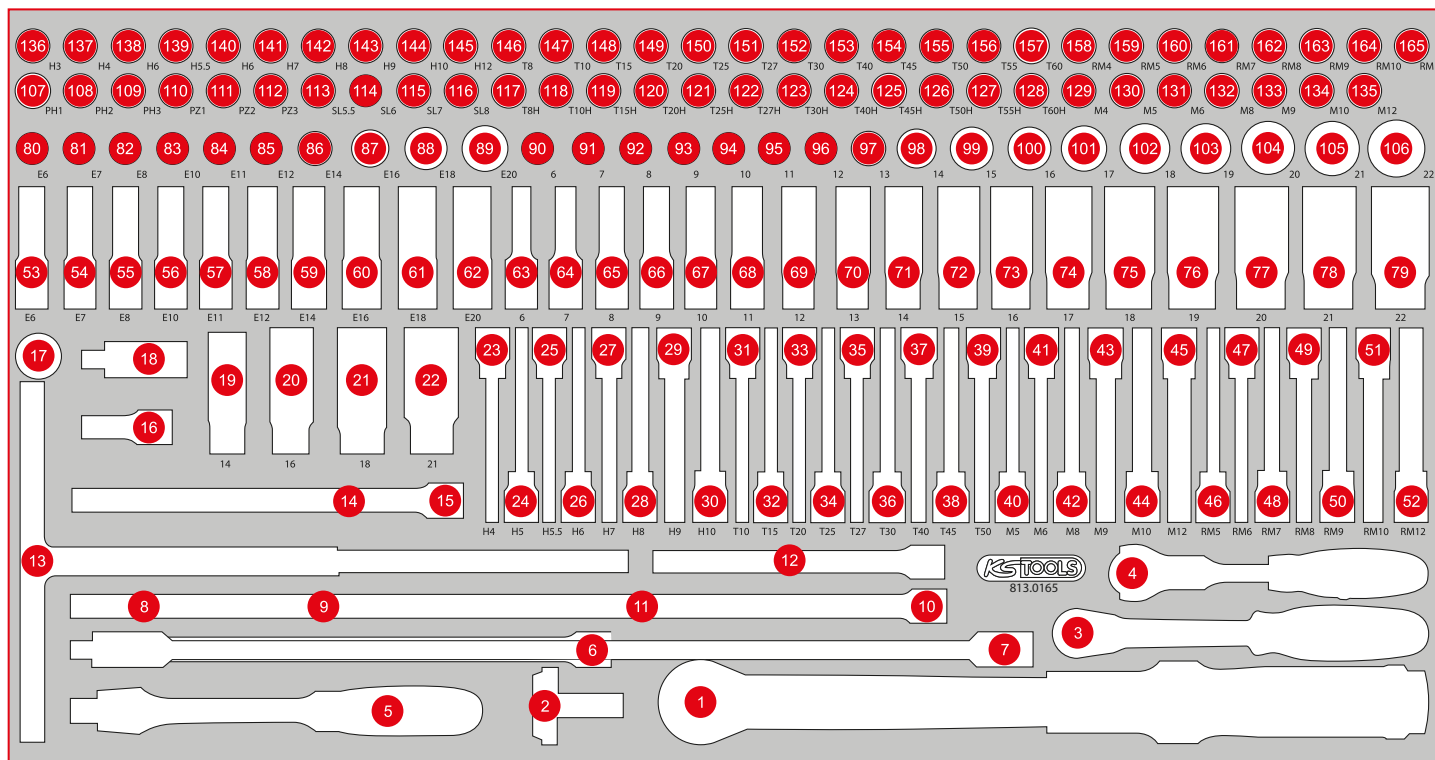 136 137 138 139 140 141 142 143 144 145 146 147 148 149 150 151 152 153 154 155 156 157 158 159 160 161 162 163 164 165
H3 H4 H6 H5.5 H6 H7 H8 H9 H10 H12 T8 T10 T15 T20 T25 T27 T30 T40 T45 T50 T55 T60 RM4 RM5 RM6 RM7 RM8 RM9 RM10 RM
107 108 109 110 111 112 113 114 115 116 117 118 119 120 121 122 123 124 125 126 127 128 129 130 131 132 133 134 135
PH1 PH2 PH3 PZ1 PZ2 PZ3 SL5.5 SL6 SL7 SL8 T8H T10H T15H T20H T25H T27H T30H T40H T45H T50H T55H T60H M4 M5 M6 M8 M9 M10 M12
80 81 82 83 84 85 86 87 88 89 90 91 92 93 94 95 96 97 98 99 100 101 102 103 104 105 106
E6 E7 E8 E10 E11 E12 E14 E16 E18 E20 6 7 8 9 10 11 12 13 14 15 16 17 18 19 20 21 22
53 54 55 56 57 58 59 60 61 62 63 64 65 66 67 68 69 70 71 72 73 74 75 76 77 78 79
E6 E7 E8 E10 E11 E12 E14 E16 E18 E20 6 7 8 9 10 11 12 13 14 15 16 17 18 19 20 21 22
17 18 23 25 27 29 31 33 35 37 39 41 43 45 47 49 51
19 20 21 22
16
14 16 18 21
14 15 24 26 28 30 32 34 36 38 40 42 44 46 48 50 52
H4 H5 H5.5 H6 H7 H8 H9 H10 T10 T15 T20 T25 T27 T30 T40 T45 T50 M5 M6 M8 M9 M10 M12 RM5 RM6 RM7 RM8 RM9 RM10 RM12
13 12 KS TOOLS 4
813.0165
8 9 11 10
3
6 7
5 2 1